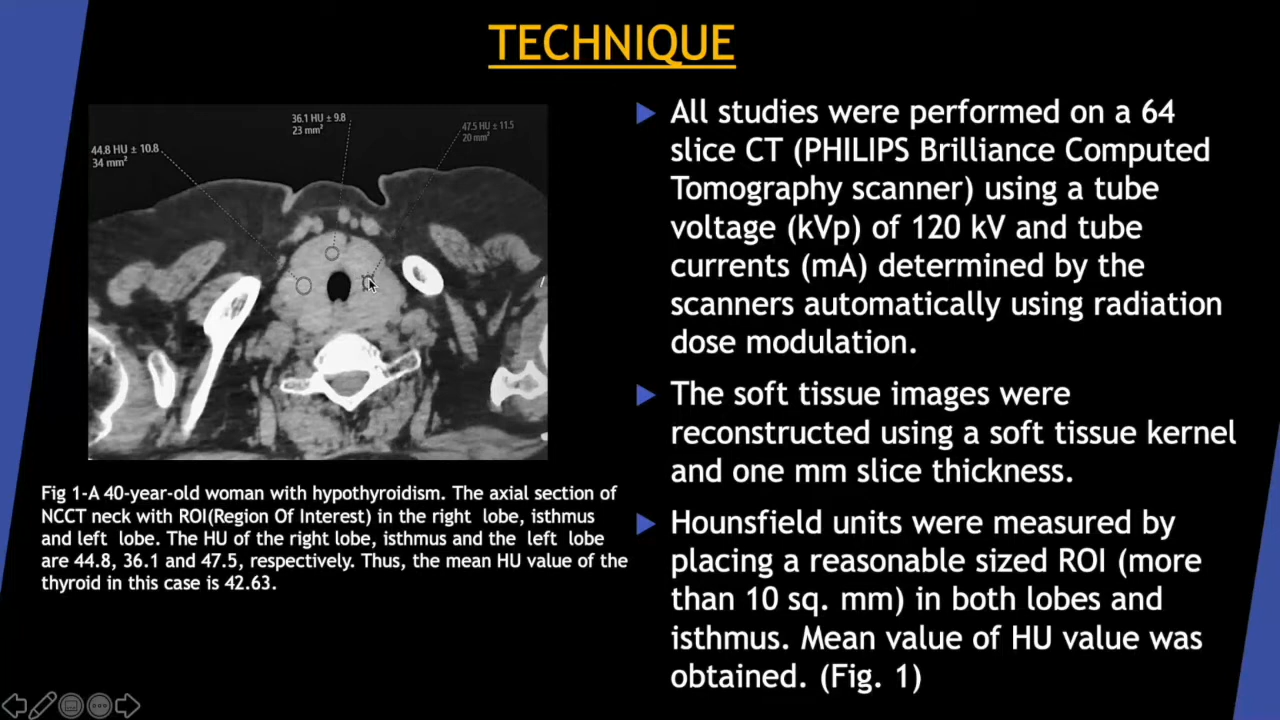 TECHNIQUE
36.1 HU ± 9.8
23 mm²
47.5 HU ± 11.5
20 mm²
44.8 HU ± 10.8
34 mm²
Fig 1-A 40-year-old woman with hypothyroidism. The axial section of
NCCT neck with ROI(Region Of Interest) in the right lobe, isthmus
and left lobe. The HU of the right lobe, isthmus and the left lobe
are 44.8, 36.1 and 47.5, respectively. Thus, the mean HU value of the
thyroid in this case is 42.63.
All studies were performed on a 64
slice CT (PHILIPS Brilliance Computed
Tomography scanner) using a tube
voltage (kVp) of 120 kV and tube
currents (mA) determined by the
scanners automatically using radiation
dose modulation.
The soft tissue images were
reconstructed using a soft tissue kernel
and one mm slice thickness.
Hounsfield units were measured by
placing a reasonable sized ROI (more
than 10 sq. mm) in both lobes and
isthmus. Mean value of HU value was
obtained. (Fig. 1)